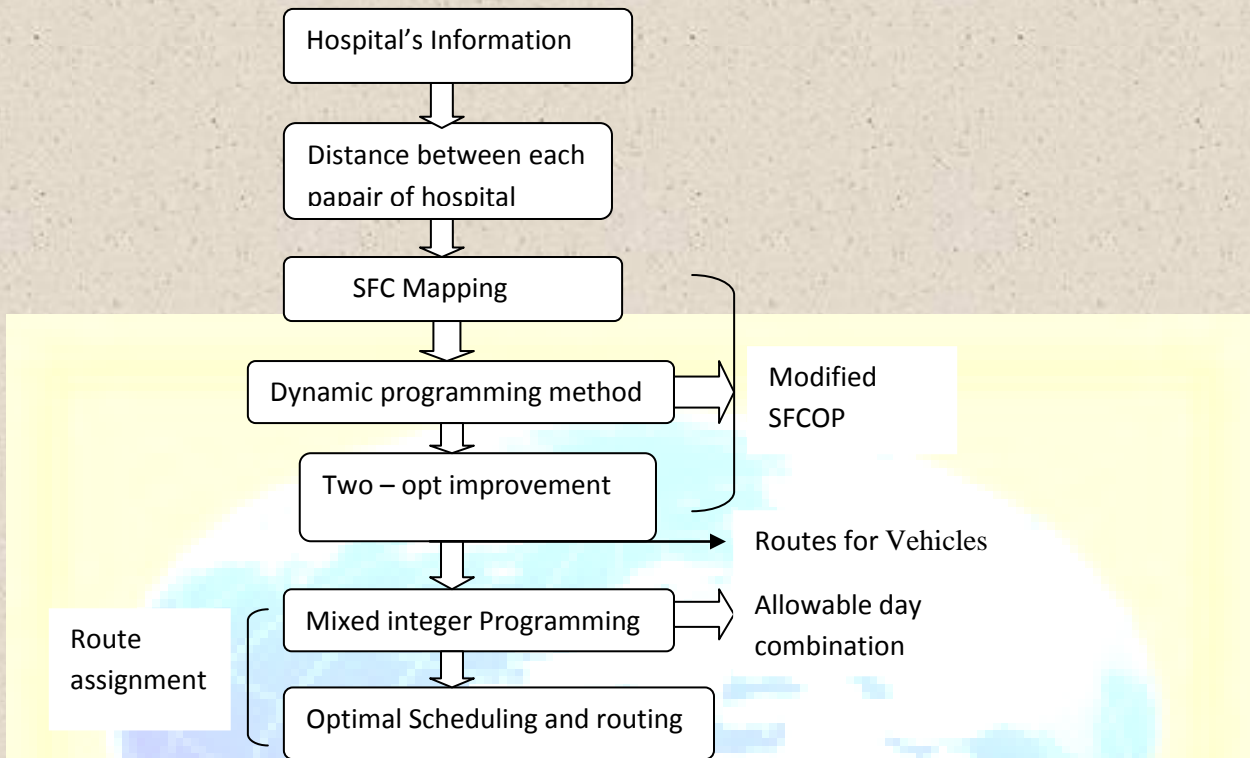 Hospital’s Information
Distance between each
papair of hospital
SFC Mapping
Dynamic programming method
Modified
SFCOP
Two – opt improvement
Routes for Vehicles
Mixed integer Programming
Allowable day
combination
Route
assignment
Optimal Scheduling and routing